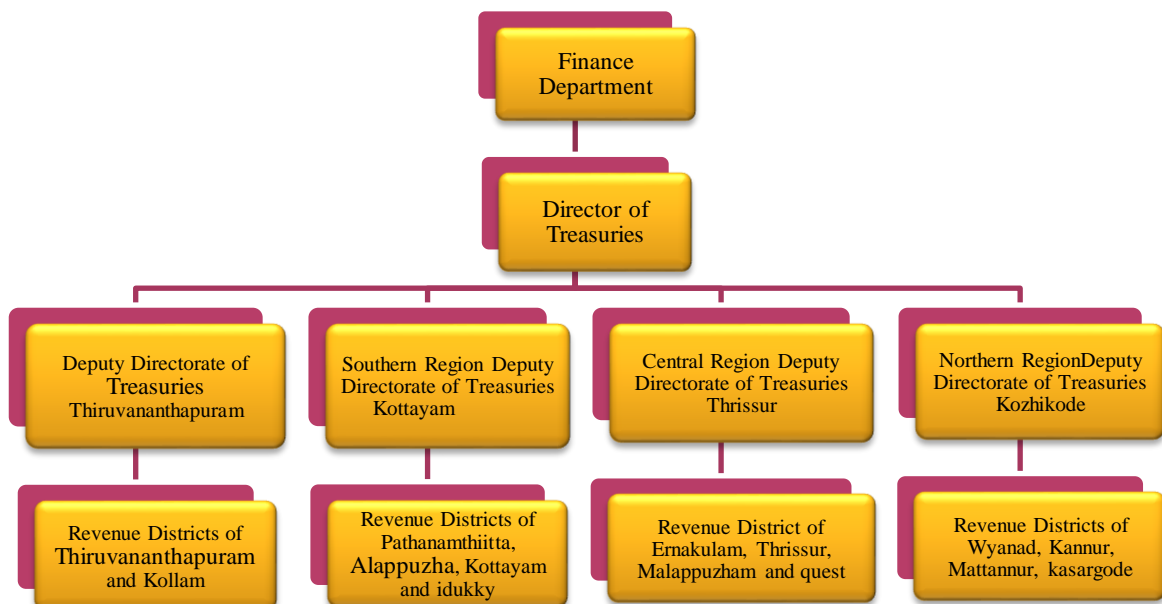 Finance
Department
Director of
Treasuries
Deputy Directorate of
Treasuries
Thiruvananthapuram
Southern Region Deputy
Directorate of Treasuries
Kottayam
Central Region Deputy
Directorate of Treasuries
Thrissur
Northern RegionDeputy
Directorate of Treasuries
Kozhikode
Revenue Districts of
Thiruvananthapuram
and Kollam
Revenue Districts of
Pathanamthiitta,
Alappuzha, Kottayam
and idukky
Revenue District of
Ernakulam, Thrissur,
Malappuzham and quest
Revenue Districts of
Wyanad, Kannur,
Mattannur, kasargode